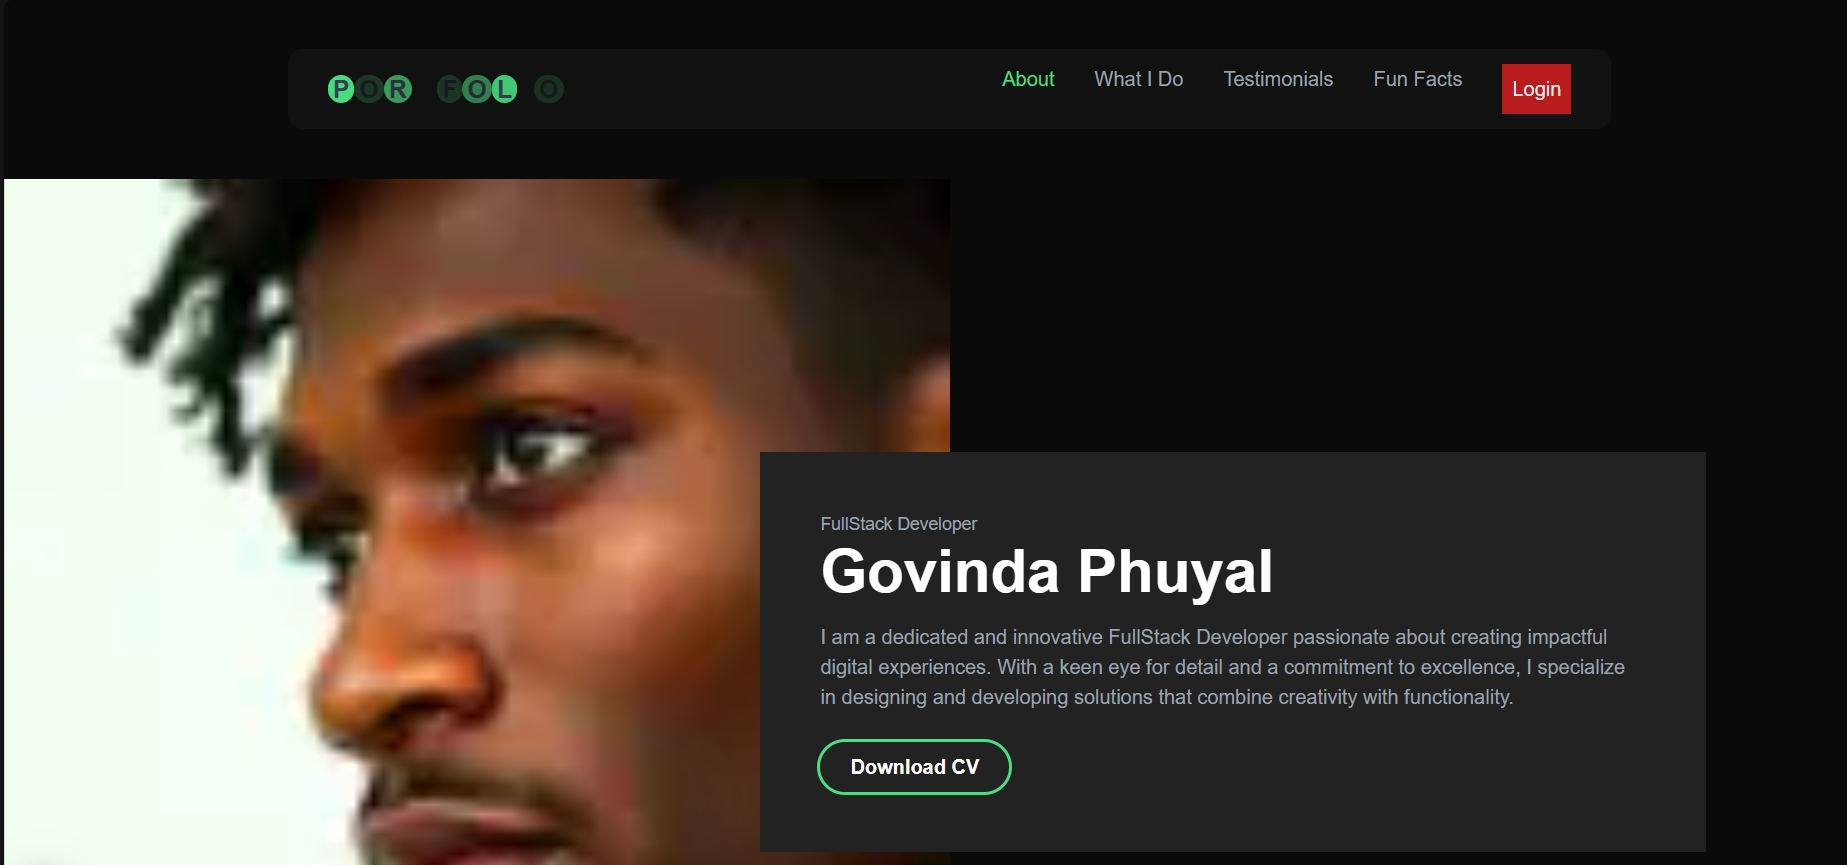 POR FOL O
About What I Do Testimonials Fun Facts Login
FullStack Developer
Govinda Phuyal
I am a dedicated and innovative FullStack Developer passionate about creating impactful
digital experiences. With a keen eye for detail and a commitment to excellence, I specialize
in designing and developing solutions that combine creativity with functionality.
Download CV